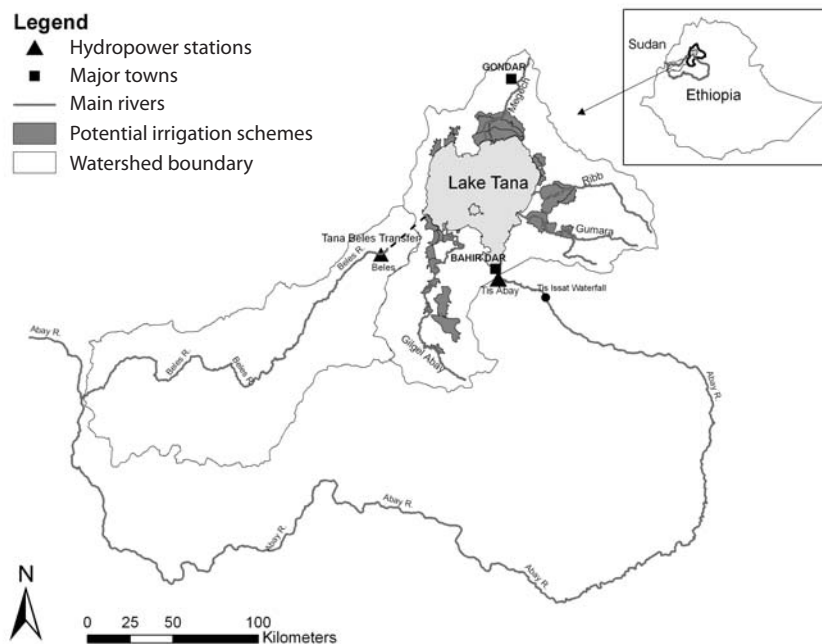 Legend
Hydropower stations
Major towns
Main rivers
Potential irrigation schemes
Watershed boundary
Sudan
Ethiopia
GONDAR
Megech
Lake Tana
Ribb
Gumara
Tana Beles Transfer
Beles R.
Beles
BAHIR DAR
Tis Abay
Tis Issat Waterfall
Gilgel Abay
Abay R.
Beles R.
Beles R.
Abay R.
Abay R.
Abay R.
Abay R.
Abay R.
N
0 25 50 100
Kilometers